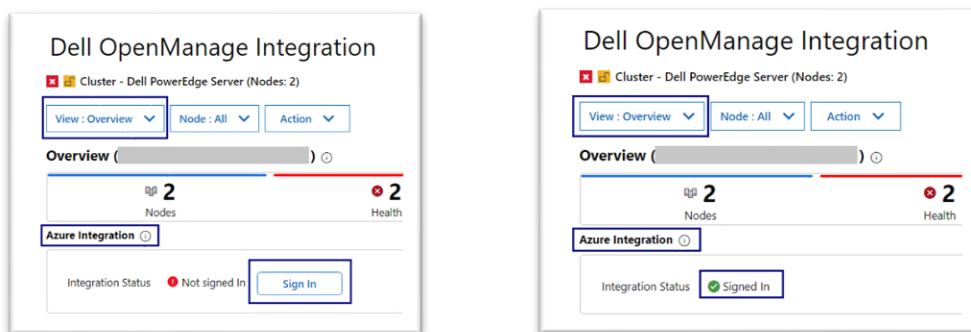 Dell OpenManage Integration
Cluster - Dell PowerEdge Server (Nodes: 2)
View : Overview
Node : All
Action
Overview ( )
2
Nodes
2
Health
Azure Integration
Integration Status
Not signed In
Sign In
Dell OpenManage Integration
Cluster - Dell PowerEdge Server (Nodes: 2)
View : Overview
Node : All
Action
Overview ( )
2
Nodes
2
Health
Azure Integration
Integration Status
Signed In